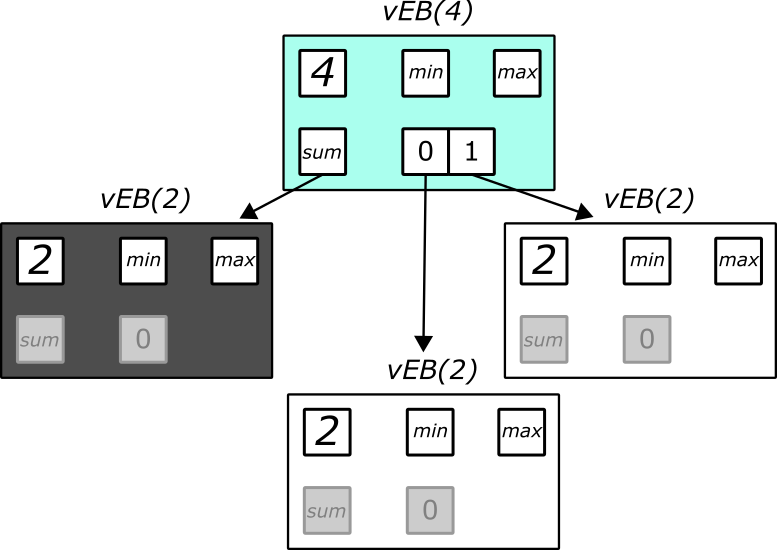 vEB(4)
4 min max
sum 0 1
vEB(2)
2 min max
sum 0
vEB(2)
2 min max
sum 0
vEB(2)
2 min max
sum 0